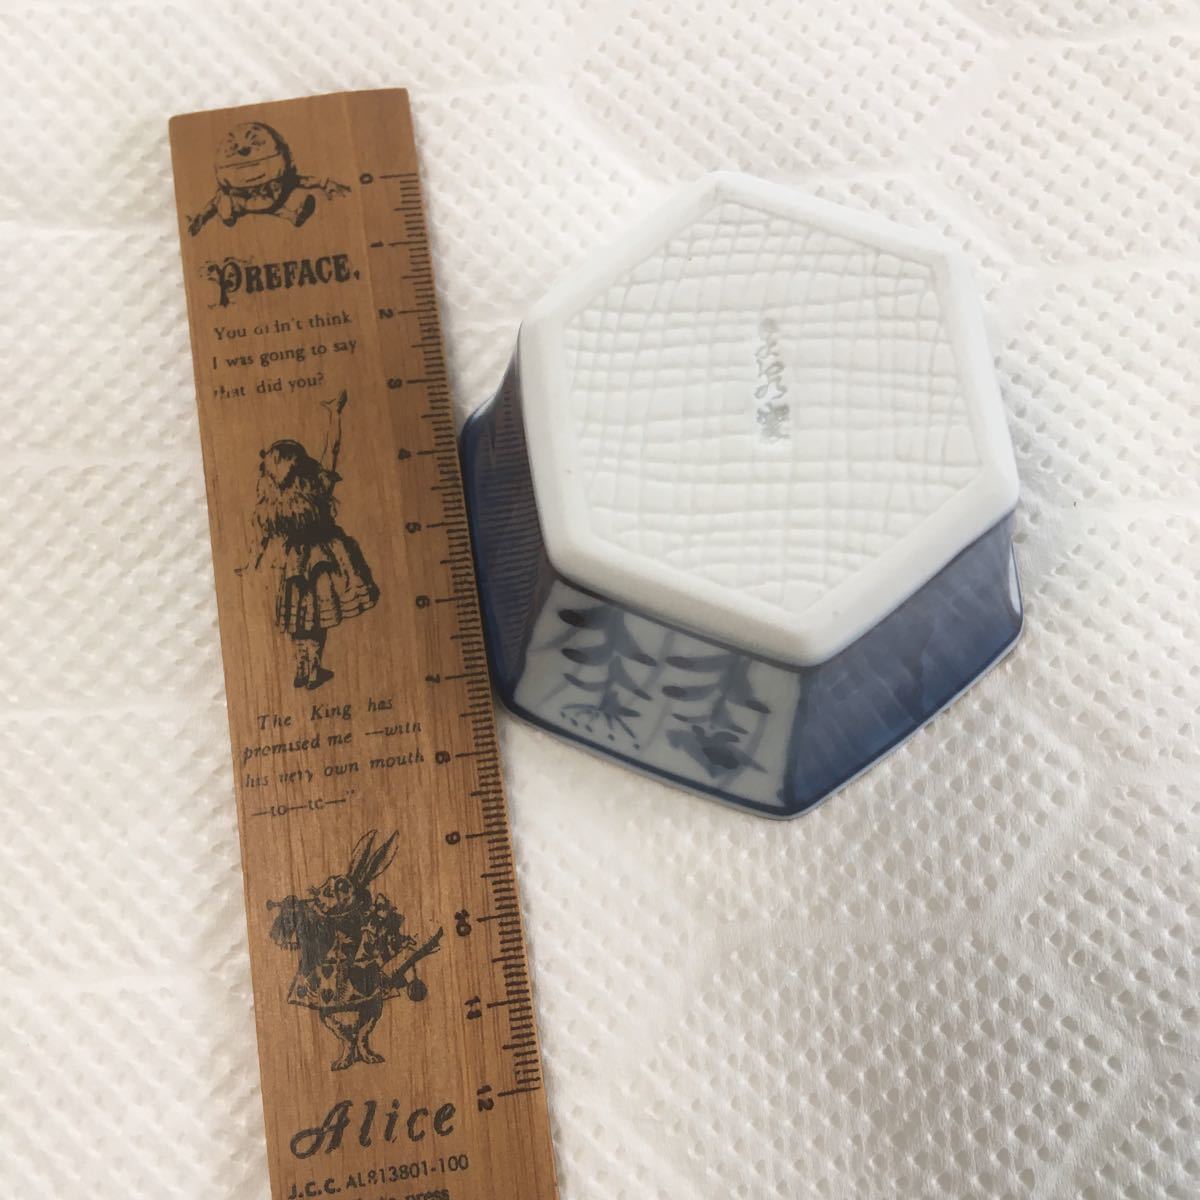 PREFACE.
You didn't think
I was going to say
that did you?
The King has
promised me —with
his very own mouth
—to—tc—"
Alice
J.C.C. AL813801-100
press
0
1
2
3
4
5
6
7
8
9
10
11
12